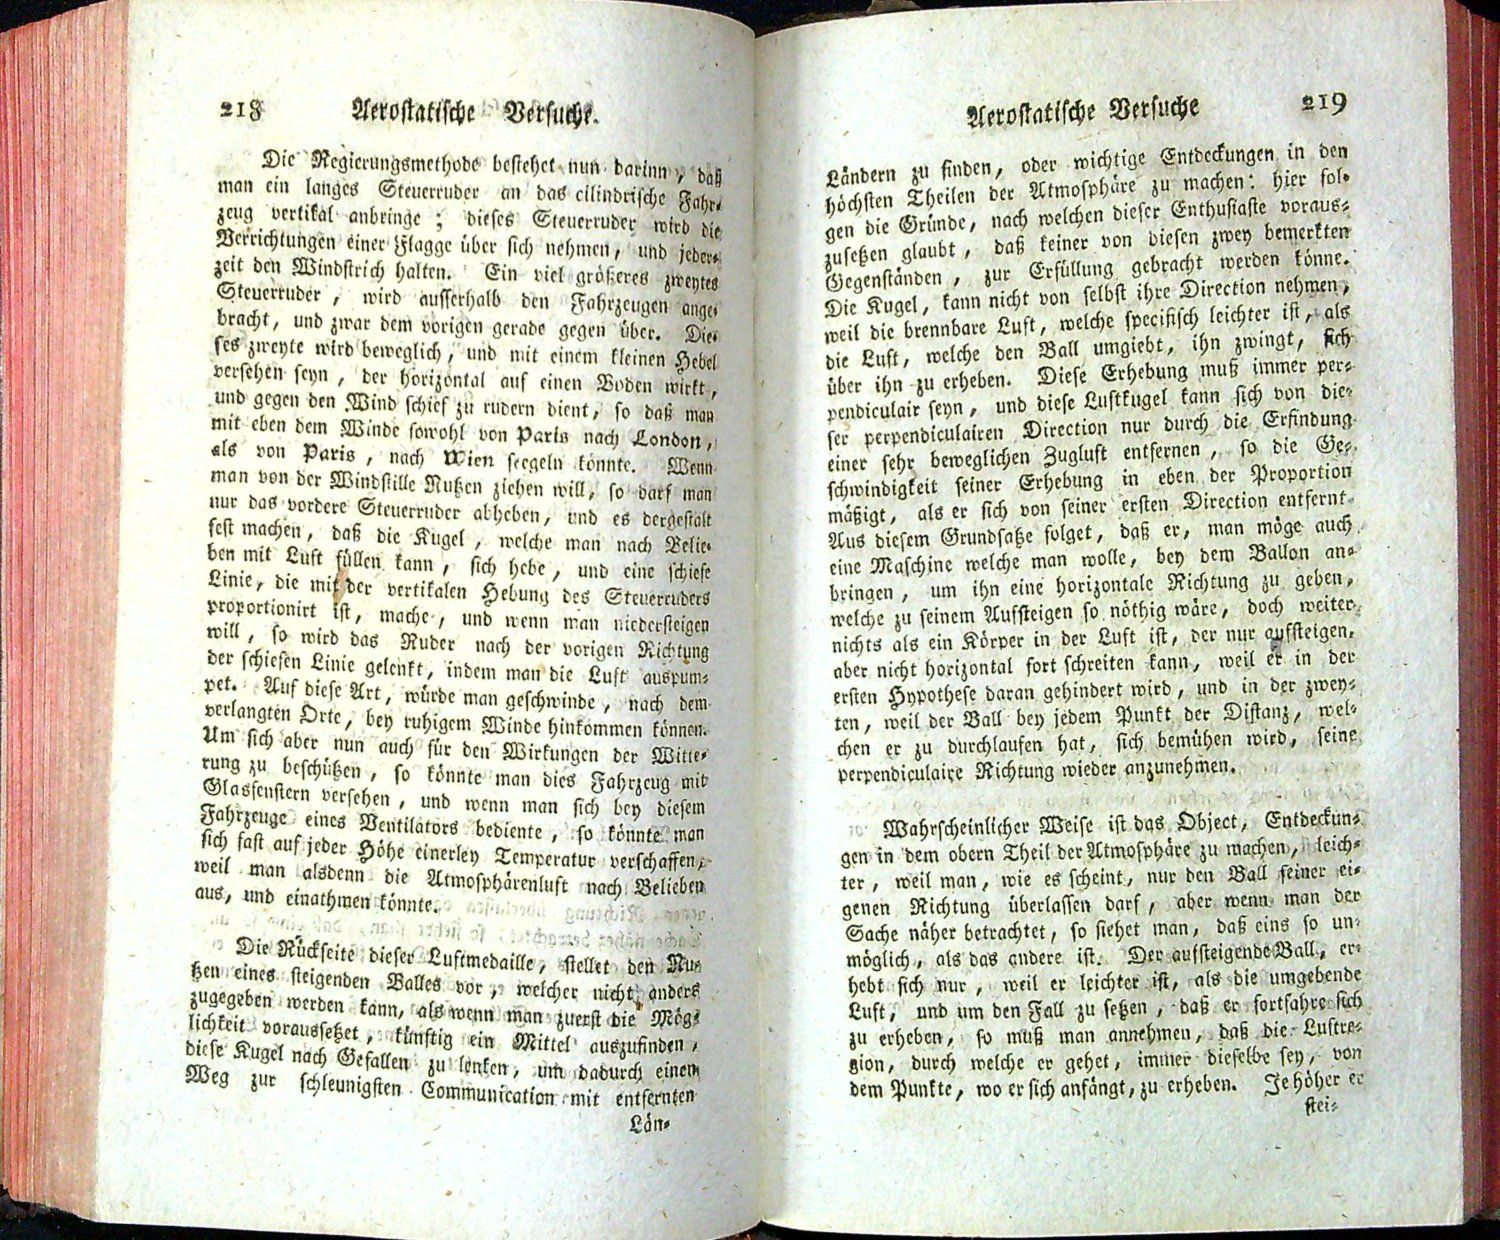 218 Aerostatische Versuche.
Die Regierungsmethode bestehet nun darinn, daß
man ein langes Steuerruder an das cilindrische Fahr-
zeug vertikal anbringe; dieses Steuerruder wird die
Verrichtungen einer Flagge über sich nehmen, und jeder-
zeit den Windstrich halten. Ein viel größeres zweytes
Steuerruder, wird ausserhalb den Fahrzeugen ange-
bracht, und zwar dem vorigen gerade gegen über. Die-
ses zweyte wird beweglich, und mit einem kleinen Hebel
versehen seyn, der horizontal auf einen Boden wirkt,
und gegen den Wind schief zu rudern dient, so daß man
mit eben dem Winde sowohl von Paris nach London,
als von Paris, nach Wien seegeln könnte. Wenn
man von der Windstille Nutzen ziehen will, so darf man
nur das vordere Steuerruder abheben, und es dergestalt
fest machen, daß die Kugel, welche man nach Belie-
ben mit Luft füllen kann, sich hebe, und eine schiefe
Linie, die mit der vertikalen Hebung des Steuerruders
proportionirt ist, mache, und wenn man niedersteigen
will, so wird das Ruder nach der vorigen Richtung
der schiefen Linie gelenkt, indem man die Luft auspum-
pet. Auf diese Art, würde man geschwinde, nach dem
verlangten Orte, bey ruhigem Winde hinkommen können.
Um sich aber nun auch für den Wirkungen der Witte-
rung zu beschützen, so könnte man dies Fahrzeug mit
Glasfenstern versehen, und wenn man sich bey diesem
Fahrzeuge eines Ventilators bediente, so könnte man
sich fast auf jeder Höhe einerley Temperatur verschaffen,
weil man alsdenn die Atmosphärenluft nach Belieben
aus, und einathmen könnte.
Die Rückseite dieser Luftmedaille, stellet den Nu-
tzen eines steigenden Balles vor, welcher nicht anders
zugegeben werden kann, als wenn man zuerst die Mög-
lichkeit voraussetzet, künftig ein Mittel auszufinden,
diese Kugel nach Gefallen zu lenken, um dadurch einen
Weg zur schleunigsten Communication mit entfernten
Län-
Aerostatische Versuche 219
Ländern zu finden, oder wichtige Entdeckungen in den
höchsten Theilen der Atmosphäre zu machen: hier fol-
gen die Gründe, nach welchen dieser Enthusiaste voraus-
zusetzen glaubt, daß keiner von diesen zwey bemerkten
Gegenständen, zur Erfüllung gebracht werden könne.
Die Kugel, kann nicht von selbst ihre Direction nehmen,
weil die brennbare Luft, welche specifisch leichter ist, als
die Luft, welche den Ball umgiebt, ihn zwingt, sich
über ihn zu erheben. Diese Erhebung muß immer per-
pendiculair seyn, und diese Luftkugel kann sich von die-
ser perpendiculairen Direction nur durch die Erfindung
einer sehr beweglichen Zugluft entfernen, so die Ge-
schwindigkeit seiner Erhebung in eben der Proportion
mäßigt, als er sich von seiner ersten Direction entfernt.
Aus diesem Grundsatze folget, daß er, man möge auch
eine Maschine welche man wolle, bey dem Ballon an-
bringen, um ihn eine horizontale Richtung zu geben,
welche zu seinem Aufsteigen so nöthig wäre, doch weiter
nichts als ein Körper in der Luft ist, der nur aufsteigen,
aber nicht horizontal fort schreiten kann, weil er in der
ersten Hypothese daran gehindert wird, und in der zwey-
ten, weil der Ball bey jedem Punkt der Distanz, wel-
chen er zu durchlaufen hat, sich bemühen wird, seine
perpendiculaire Richtung wieder anzunehmen.
Wahrscheinlicher Weise ist das Object, Entdeckun-
gen in dem obern Theil der Atmosphäre zu machen, leich-
ter, weil man, wie es scheint, nur den Ball seiner ei-
genen Richtung überlassen darf, aber wenn man der
Sache näher betrachtet, so siehet man, daß eins so un-
möglich, als das andere ist. Der aufsteigende Ball, er-
hebt sich nur, weil er leichter ist, als die umgebende
Luft, und um den Fall zu setzen, daß er fortfahre sich
zu erheben, so muß man annehmen, daß die Luftre-
gion, durch welche er gehet, immer dieselbe sey, von
dem Punkte, wo er sich anfängt, zu erheben. Je höher er
stei-